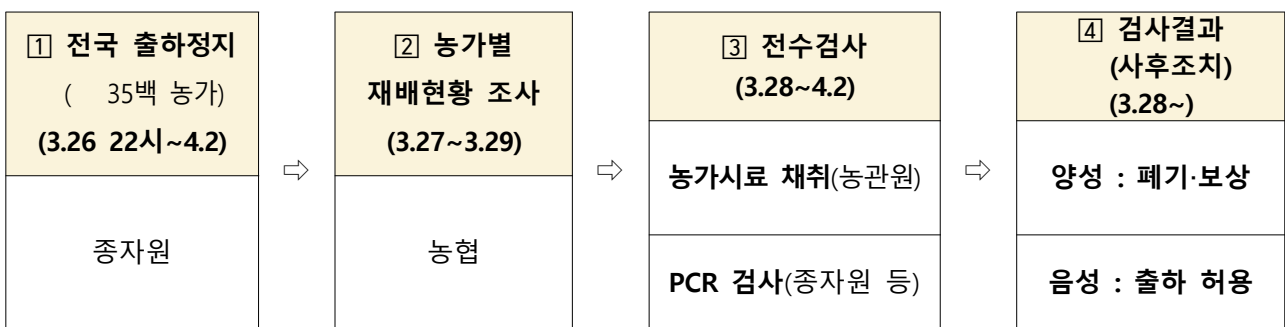 1 전국 출하정지
( 35백 농가)
(3.26 22시~4.2)
종자원
⇨
2 농가별
재배현황 조사
(3.27~3.29)
농협
⇨
3 전수검사
(3.28~4.2)
농가시료 채취(농관원)
PCR 검사(종자원 등)
⇨
4 검사결과
(사후조치)
(3.28~)
양성 : 폐기·보상
음성 : 출하 허용